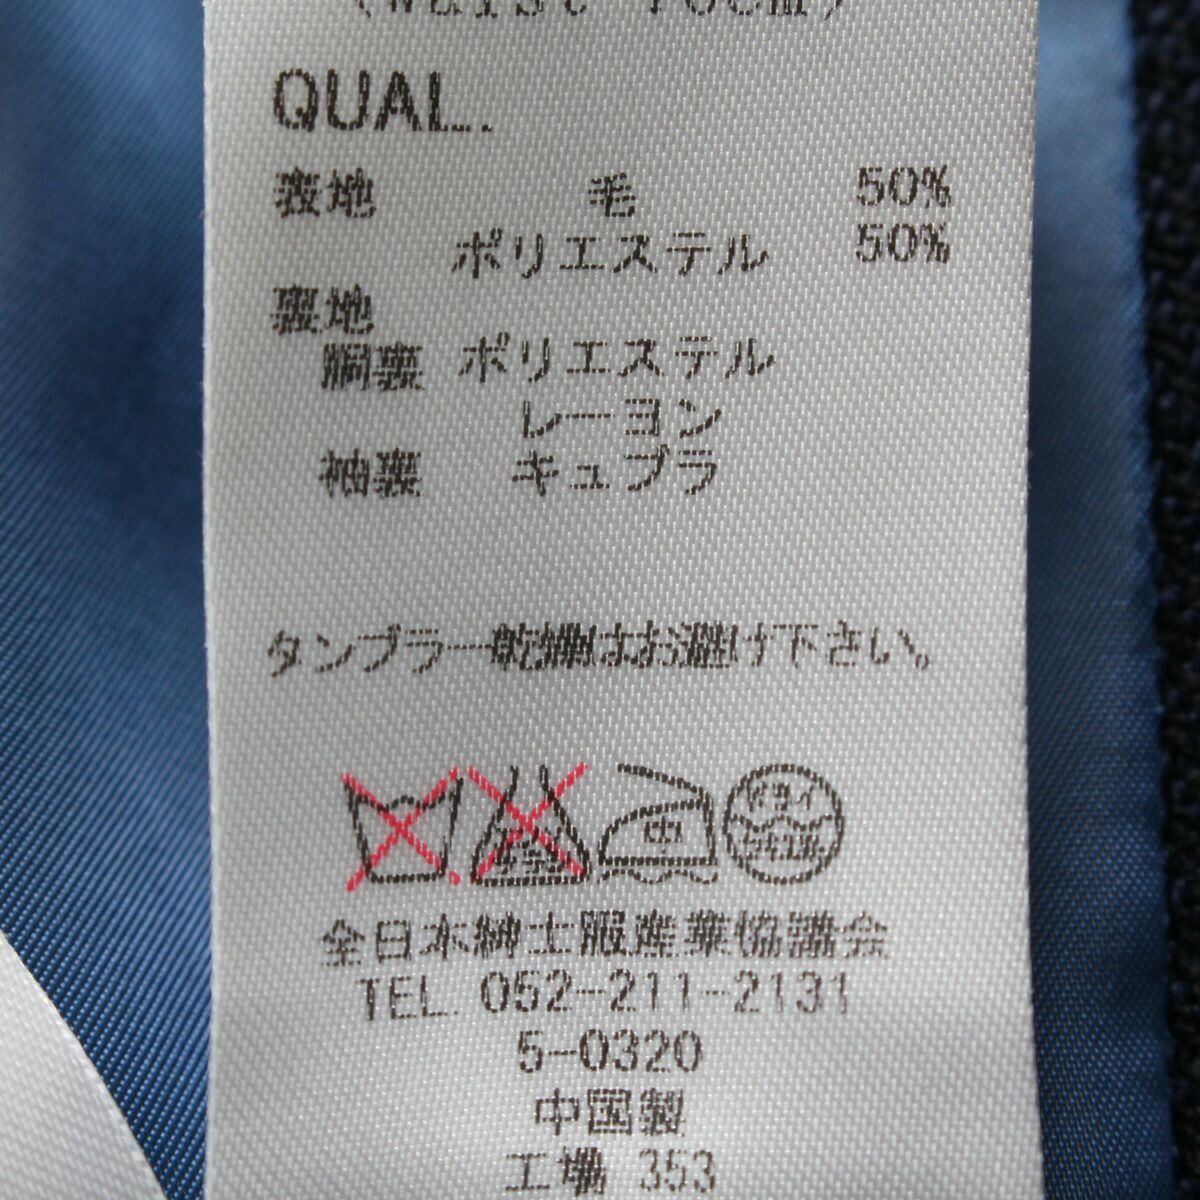 (Waist 70cm)
QUAL.
表地 毛 50%
ポリエステル 50%
裏地
胴裏 ポリエステル
レーヨン
袖裏 キュプラ
タンブラー乾燥はお避け下さい。
中 ドライ
全日本紳士服産業協議会
TEL. 052-211-2131
5-0320
中国製
工場 353